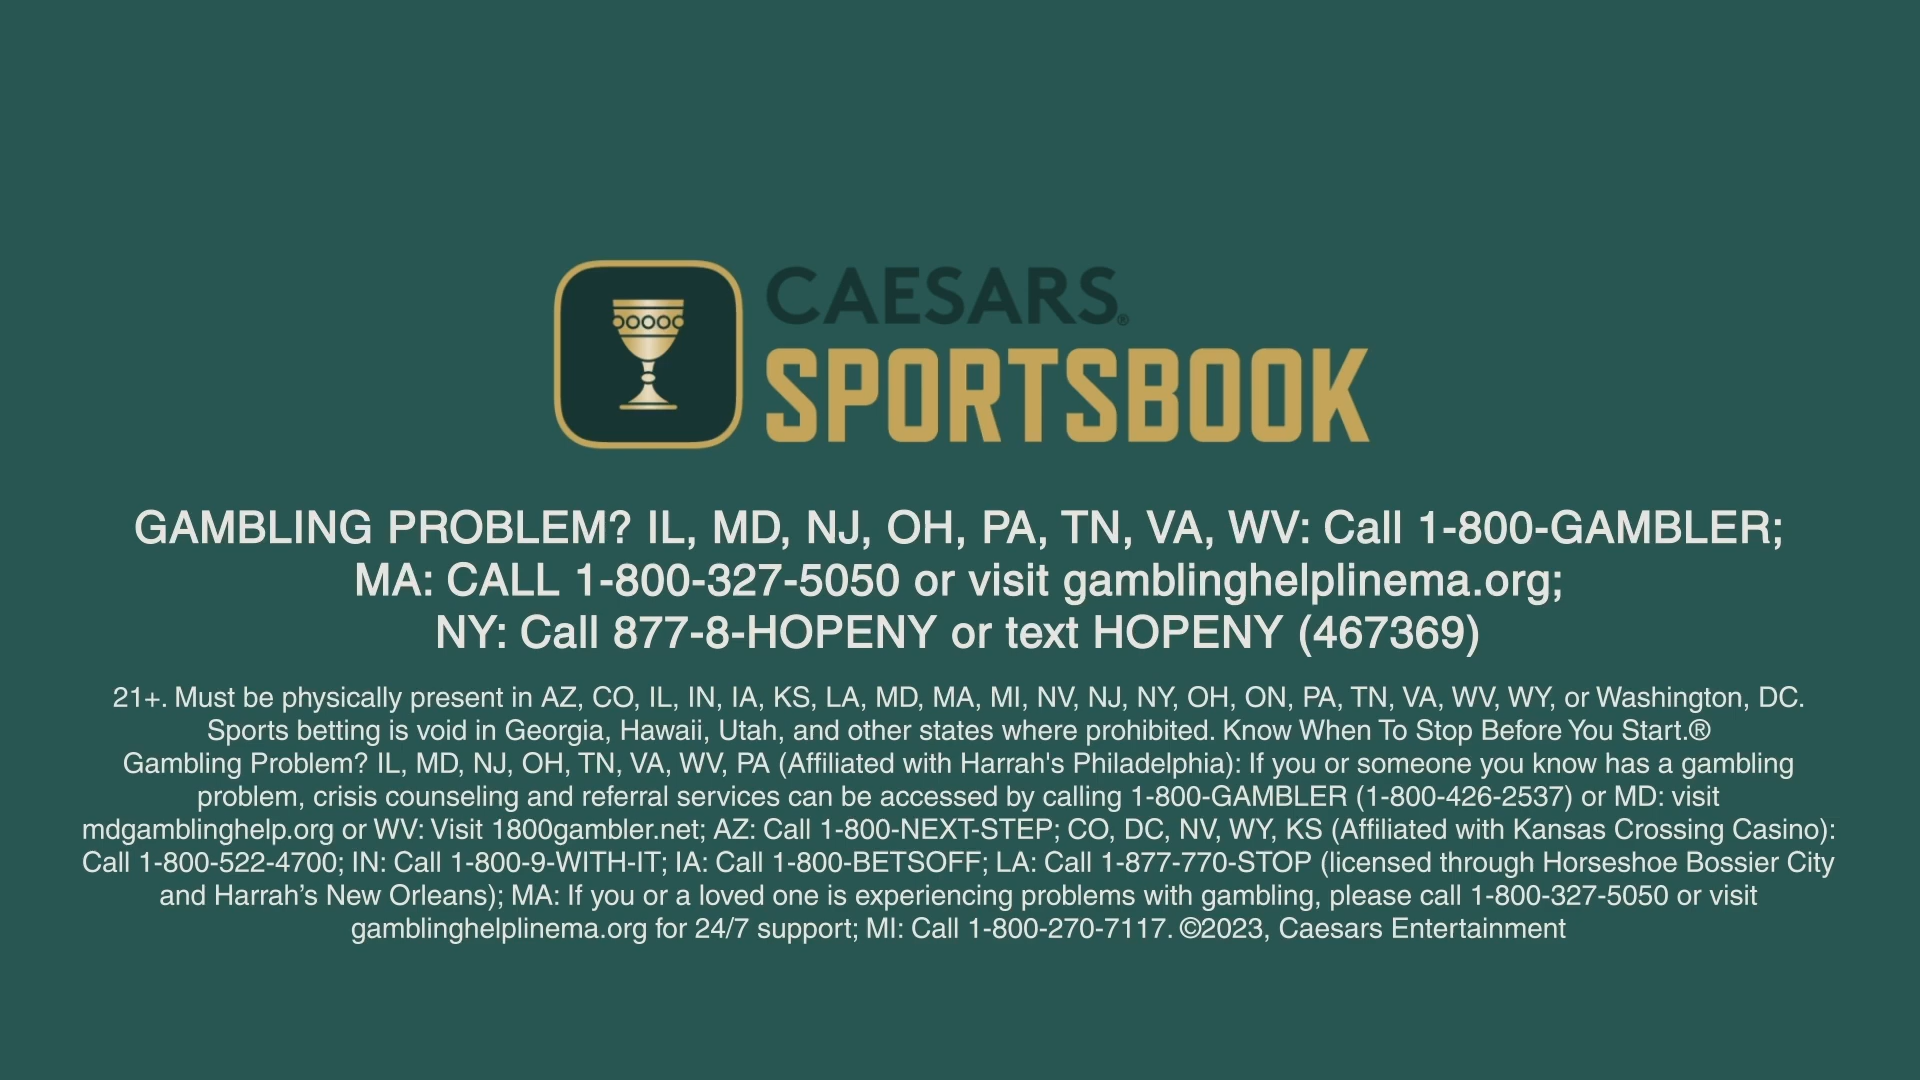 CAESARS®
SPORTSBOOK
GAMBLING PROBLEM? IL, MD, NJ, OH, PA, TN, VA, WV: Call 1-800-GAMBLER;
MA: CALL 1-800-327-5050 or visit gamblinghelplinema.org;
NY: Call 877-8-HOPENY or text HOPENY (467369)
21+. Must be physically present in AZ, CO, IL, IN, IA, KS, LA, MD, MA, MI, NV, NJ, NY, OH, ON, PA, TN, VA, WV, WY, or Washington, DC.
Sports betting is void in Georgia, Hawaii, Utah, and other states where prohibited. Know When To Stop Before You Start.®
Gambling Problem? IL, MD, NJ, OH, TN, VA, WV, PA (Affiliated with Harrah's Philadelphia): If you or someone you know has a gambling
problem, crisis counseling and referral services can be accessed by calling 1-800-GAMBLER (1-800-426-2537) or MD: visit
mdgamblinghelp.org or WV: Visit 1800gambler.net; AZ: Call 1-800-NEXT-STEP; CO, DC, NV, WY, KS (Affiliated with Kansas Crossing Casino):
Call 1-800-522-4700; IN: Call 1-800-9-WITH-IT; IA: Call 1-800-BETSOFF; LA: Call 1-877-770-STOP (licensed through Horseshoe Bossier City
and Harrah’s New Orleans); MA: If you or a loved one is experiencing problems with gambling, please call 1-800-327-5050 or visit
gamblinghelplinema.org for 24/7 support; MI: Call 1-800-270-7117. ©2023, Caesars Entertainment